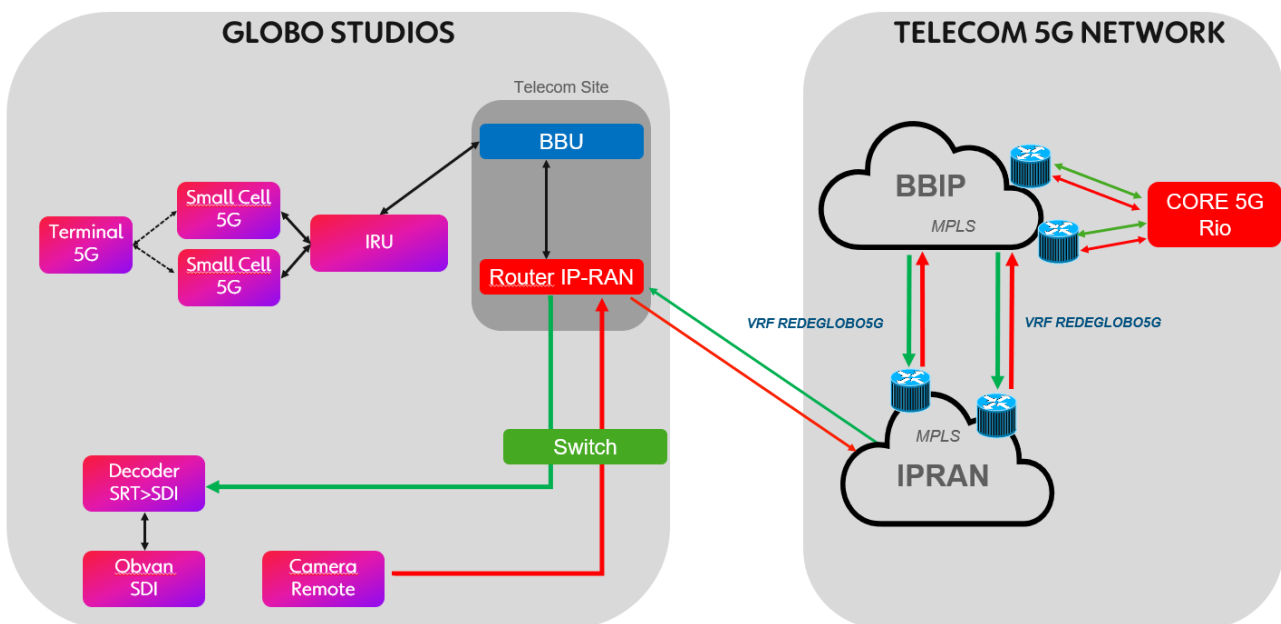 GLOBO STUDIOS
Telecom Site
BBU
Small Cell
5G
Terminal
5G
Small Cell
5G
IRU
Router IP-RAN
Switch
Decoder
SRT>SDI
Obvan
SDI
Camera
Remote
TELECOM 5G NETWORK
BBIP
MPLS
CORE 5G
Rio
VRF REDEGLOBO5G
VRF REDEGLOBO5G
MPLS
IPRAN